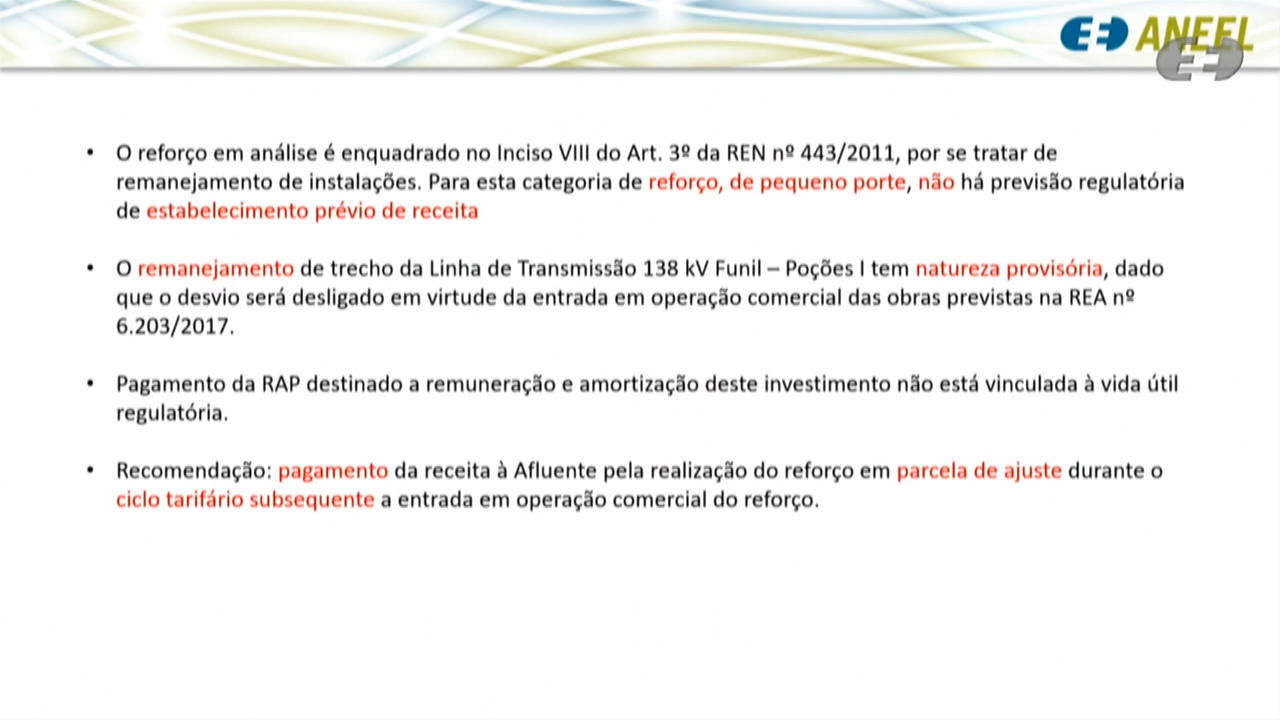 ANEEL
• O reforço em análise é enquadrado no Inciso VIII do Art. 3º da REN nº 443/2011, por se tratar de
remanejamento de instalações. Para esta categoria de reforço, de pequeno porte, não há previsão regulatória
de estabelecimento prévio de receita
• O remanejamento de trecho da Linha de Transmissão 138 kV Funil – Poções I tem natureza provisória, dado
que o desvio será desligado em virtude da entrada em operação comercial das obras previstas na REA nº
6.203/2017.
• Pagamento da RAP destinado a remuneração e amortização deste investimento não está vinculada à vida útil
regulatória.
• Recomendação: pagamento da receita à Afluente pela realização do reforço em parcela de ajuste durante o
ciclo tarifário subsequente a entrada em operação comercial do reforço.